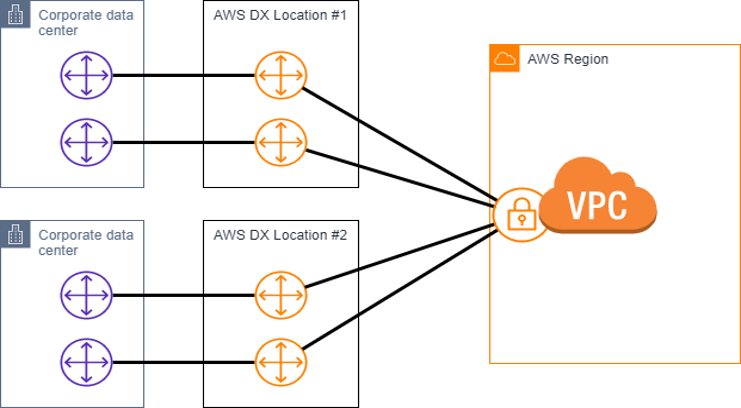 Corporate data
center
AWS DX Location #1
AWS Region
VPC
Corporate data
center
AWS DX Location #2